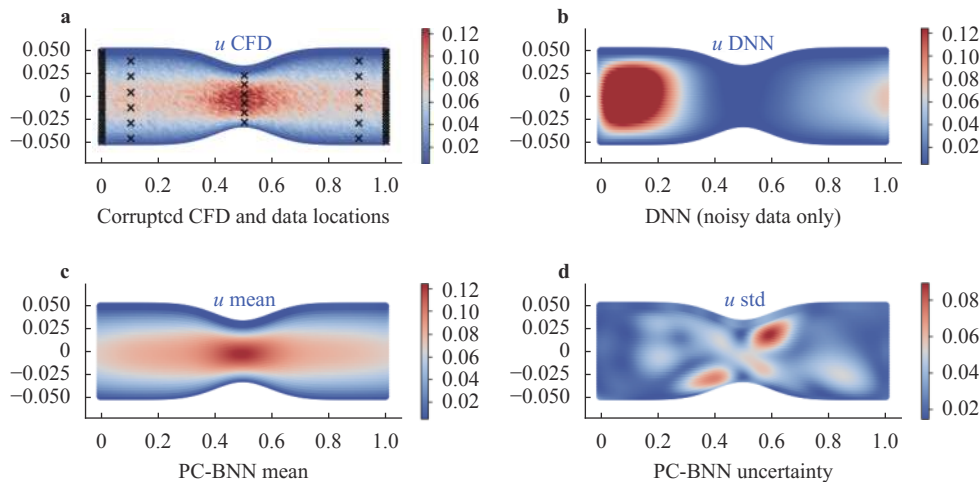 a
u CFD
0.050
0.025
0
−0.025
−0.050
0 0.2 0.4 0.6 0.8 1.0
0.12
0.10
0.08
0.06
0.04
0.02
Corruptcd CFD and data locations
b
u DNN
0.050
0.025
0
−0.025
−0.050
0 0.2 0.4 0.6 0.8 1.0
0.12
0.10
0.08
0.06
0.04
0.02
DNN (noisy data only)
c
u mean
0.050
0.025
0
−0.025
−0.050
0 0.2 0.4 0.6 0.8 1.0
0.12
0.10
0.08
0.06
0.04
0.02
PC-BNN mean
d
u std
0.050
0.025
0
−0.025
−0.050
0 0.2 0.4 0.6 0.8 1.0
0.08
0.06
0.04
0.02
PC-BNN uncertainty